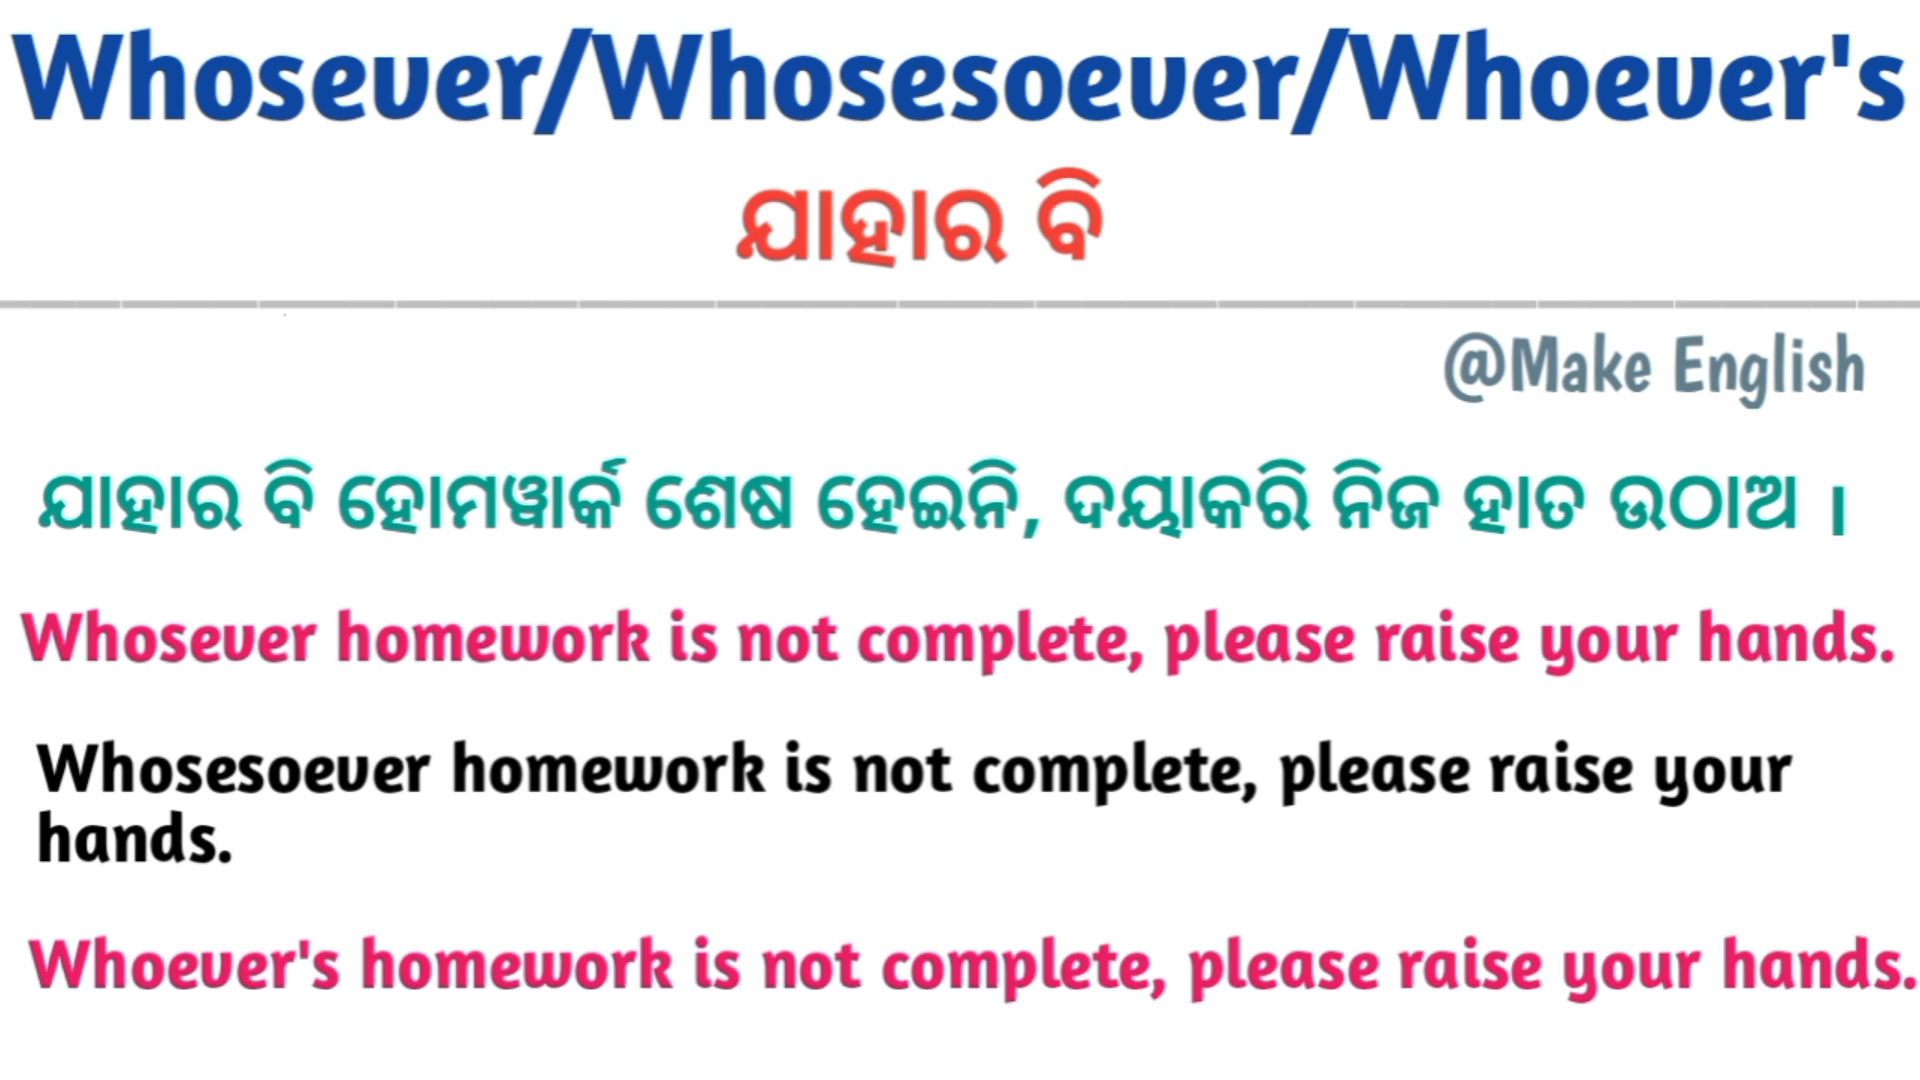 Whosever/Whosesoever/Whoever's
ଯାହାର ବି
@Make English
ଯାହାର ବି ହୋମୱାର୍କ ଶେଷ ହେଇନି, ଦୟାକରି ନିଜ ହାତ ଉଠାଅ ।
Whosever homework is not complete, please raise your hands.
Whosesoever homework is not complete, please raise your
hands.
Whoever's homework is not complete, please raise your hands.